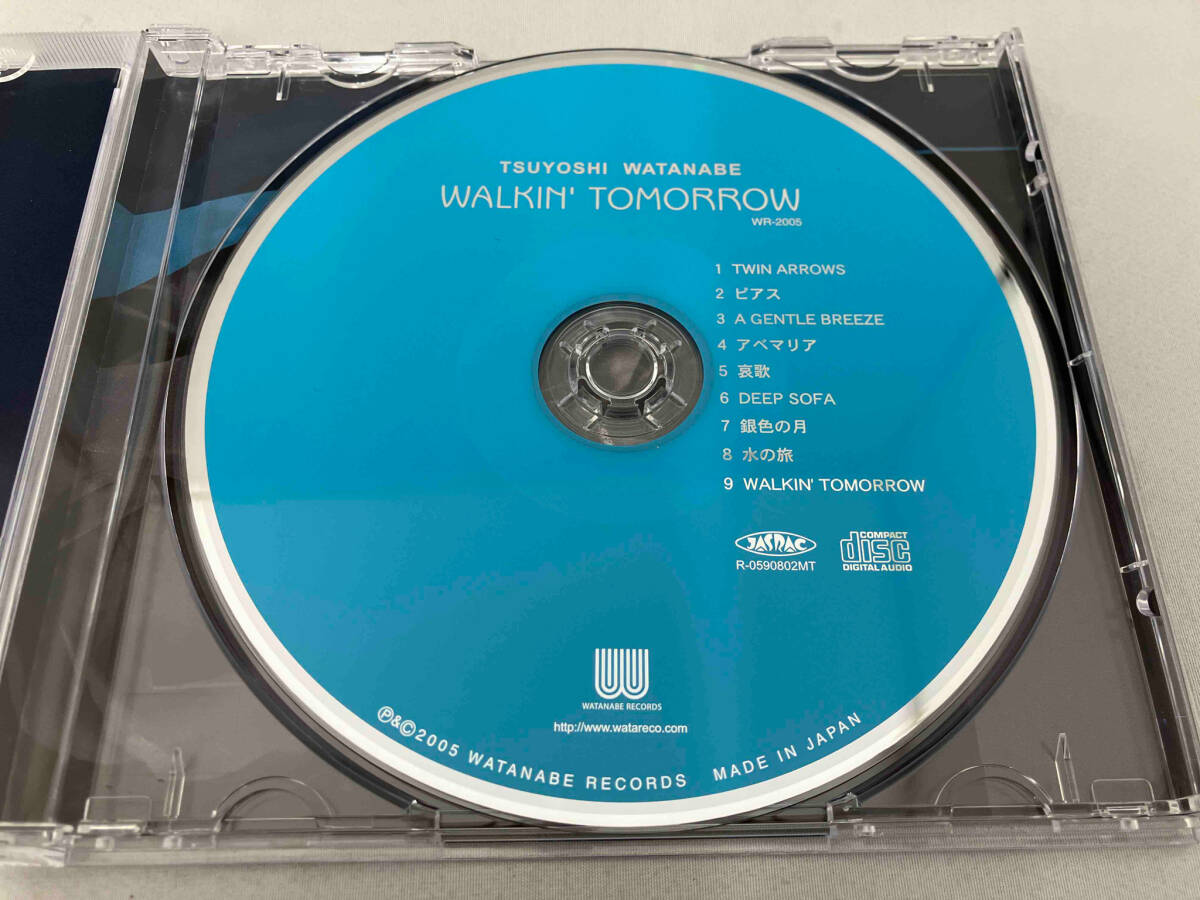 TSUYOSHI WATANABE
WALKIN' TOMORROW
WR-2005
1 TWIN ARROWS
2 ピアス
3 A GENTLE BREEZE
4 アベマリア
5 哀歌
6 DEEP SOFA
7 銀色の月
8 水の旅
9 WALKIN' TOMORROW
JASRAC
R-0590802MT
COMPACT
disc
DIGITAL AUDIO
WATANABE RECORDS
http://www.watareco.com
Ⓟ&©2005 WATANABE RECORDS MADE IN JAPAN